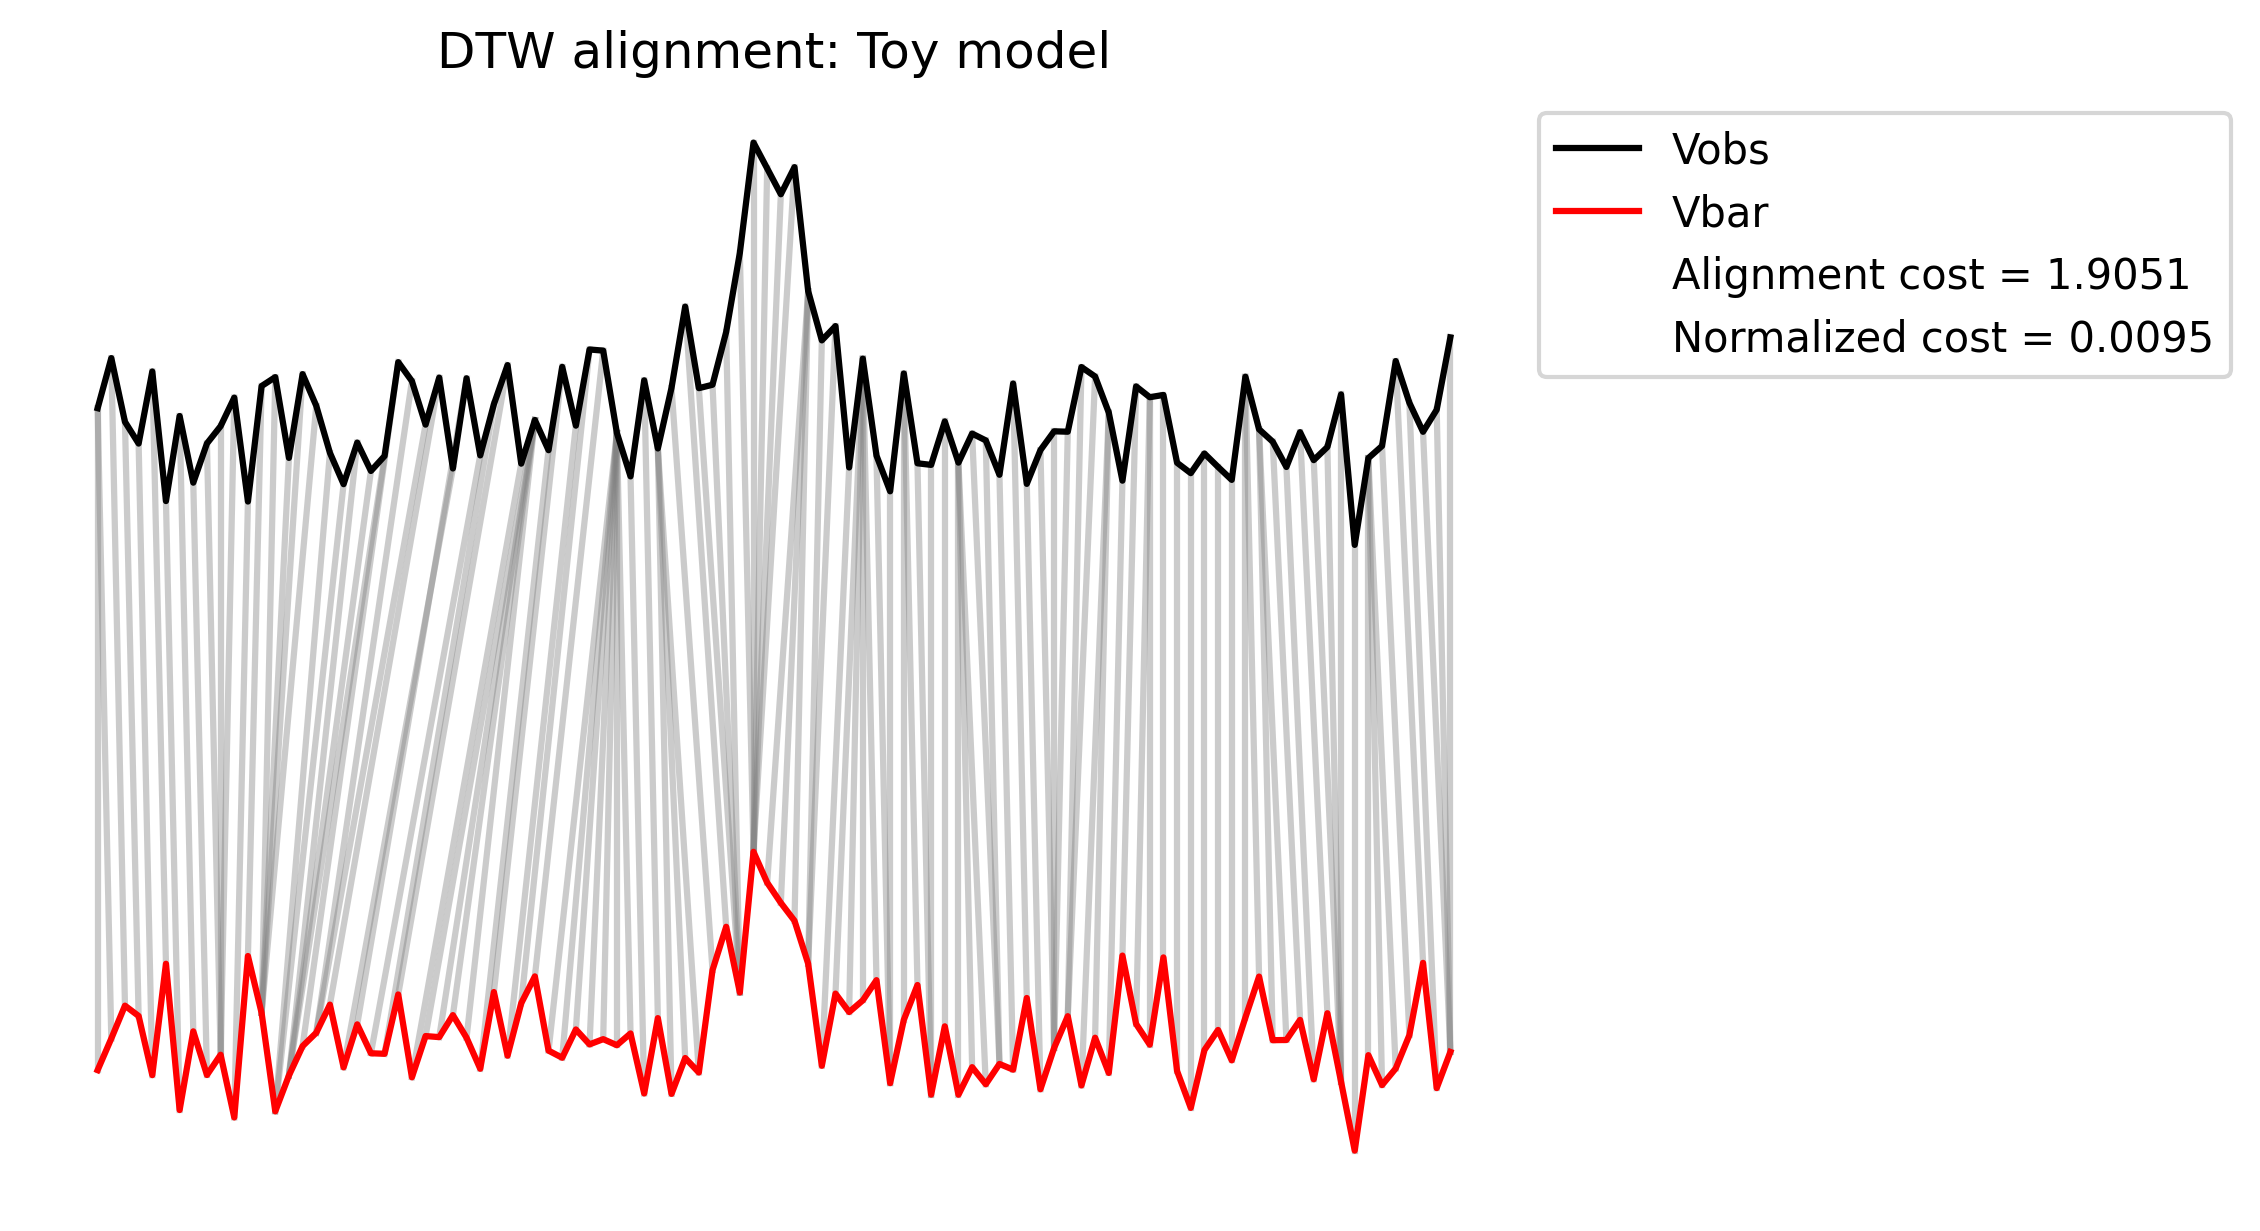 DTW alignment: Toy model
Vobs
Vbar
Alignment cost = 1.9051
Normalized cost = 0.0095